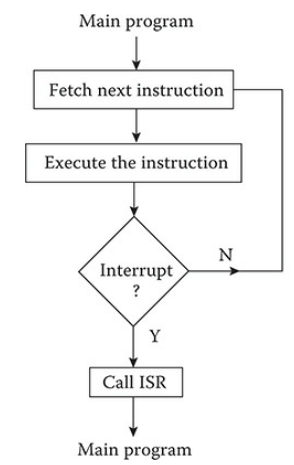 Main program
Fetch next instruction
Execute the instruction
Interrupt
?
N
Y
Call ISR
Main program